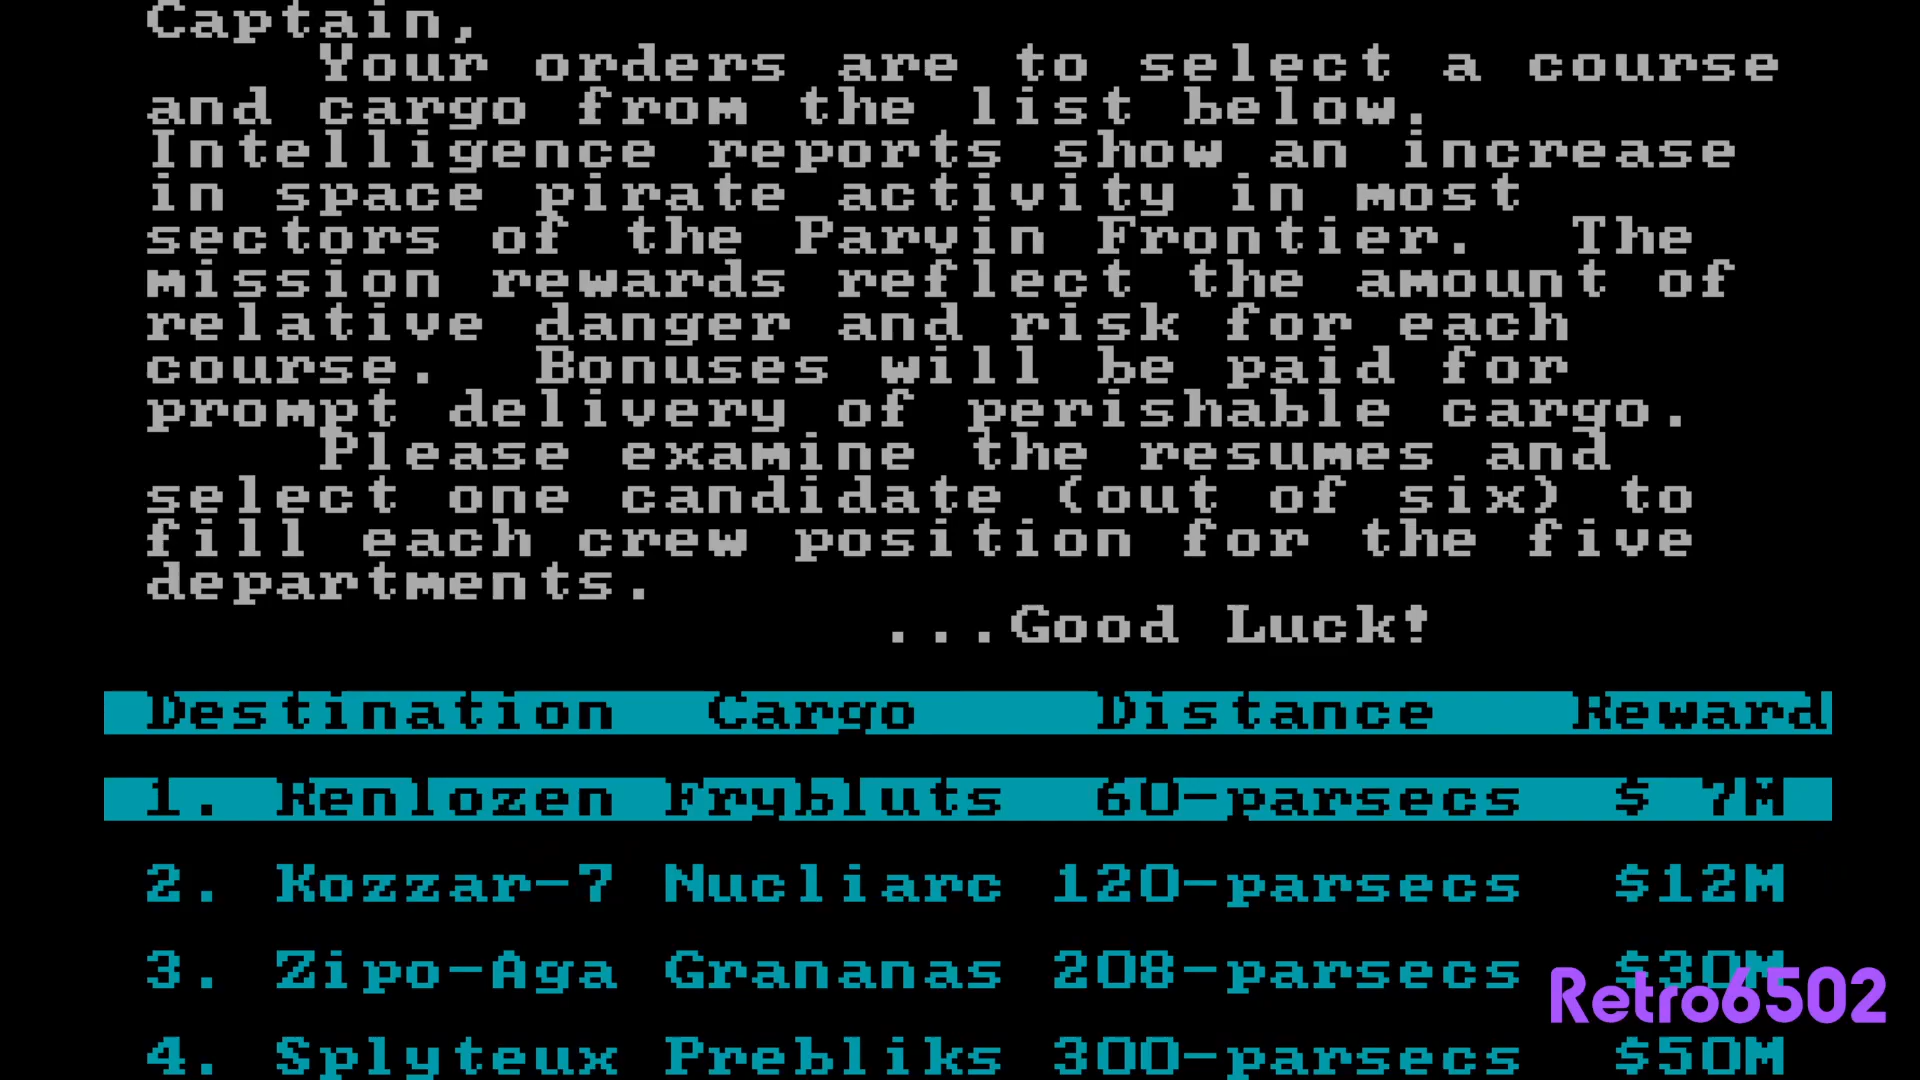 Captain,
Your orders are to select a course
and cargo from the list below.
Intelligence reports show an increase
in space pirate activity in most
sectors of the Parvin Frontier. The
mission rewards reflect the amount of
relative danger and risk for each
course. Bonuses will be paid for
prompt delivery of perishable cargo.
Please examine the resumes and
select one candidate (out of six) to
fill each crew position for the five
departments.
...Good Luck!
Destination Cargo Distance Reward
1. Renlozen Frybluts 60-parsecs $ 7M
2. Kozzar-7 Nucliarc 120-parsecs $12M
3. Zipo-Aga Grananas 208-parsecs $30M
4. Splyteux Prebliks 300-parsecs $50M
Retro6502